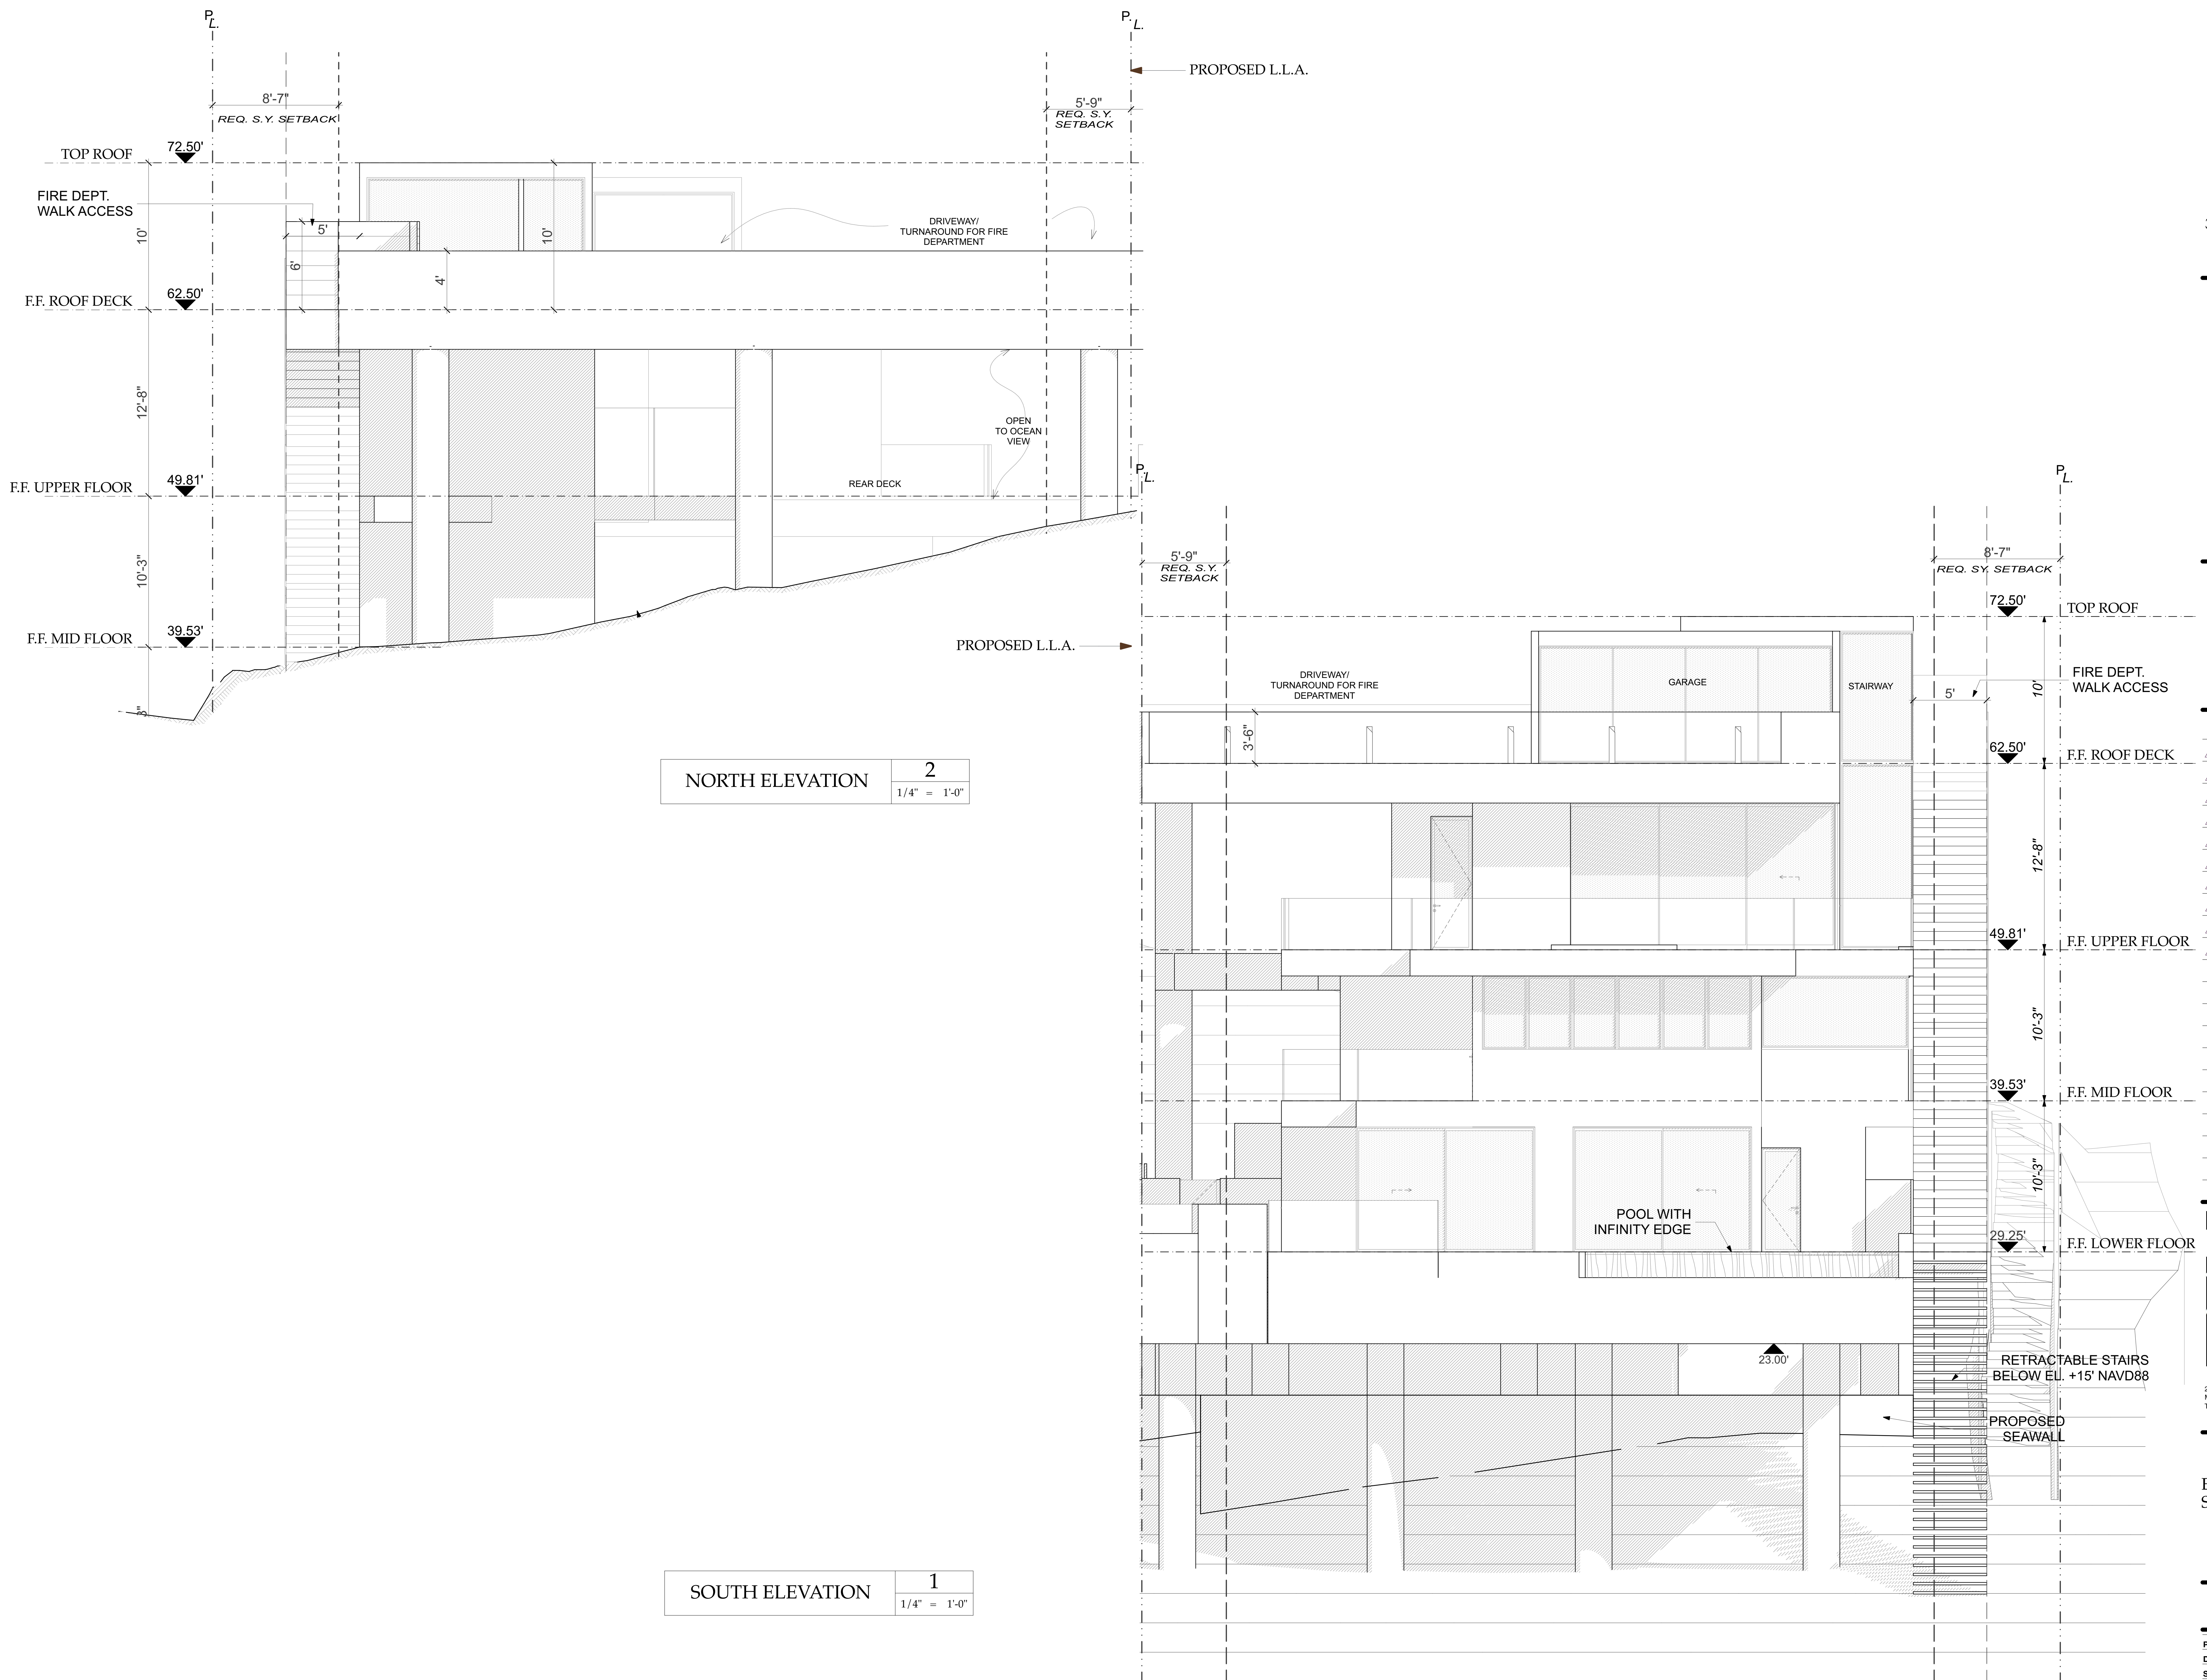 P.
L.
P.
L.
PROPOSED L.L.A.
8'-7"
REQ. S.Y. SETBACK
5'-9"
REQ. S.Y.
SETBACK
TOP ROOF
72.50'
FIRE DEPT.
WALK ACCESS
10'
5'
6'
4'
10'
DRIVEWAY/
TURNAROUND FOR FIRE
DEPARTMENT
F.F. ROOF DECK
62.50'
12'-8"
OPEN
TO OCEAN
VIEW
F.F. UPPER FLOOR
49.81'
REAR DECK
10'-3"
F.F. MID FLOOR
39.53'
3"
NORTH ELEVATION
2
1/4" = 1'-0"
P.
L.
P.
L.
5'-9"
REQ. S.Y.
SETBACK
8'-7"
REQ. SY. SETBACK
PROPOSED L.L.A.
72.50'
TOP ROOF
DRIVEWAY/
TURNAROUND FOR FIRE
DEPARTMENT
GARAGE
STAIRWAY
5'
10'
FIRE DEPT.
WALK ACCESS
3'-6"
62.50'
F.F. ROOF DECK
12'-8"
49.81'
F.F. UPPER FLOOR
10'-3"
39.53'
F.F. MID FLOOR
10'-3"
POOL WITH
INFINITY EDGE
29.25'
F.F. LOWER FLOOR
23.00'
RETRACTABLE STAIRS
BELOW EL. +15' NAVD88
PROPOSED
SEAWALL
SOUTH ELEVATION
1
1/4" = 1'-0"